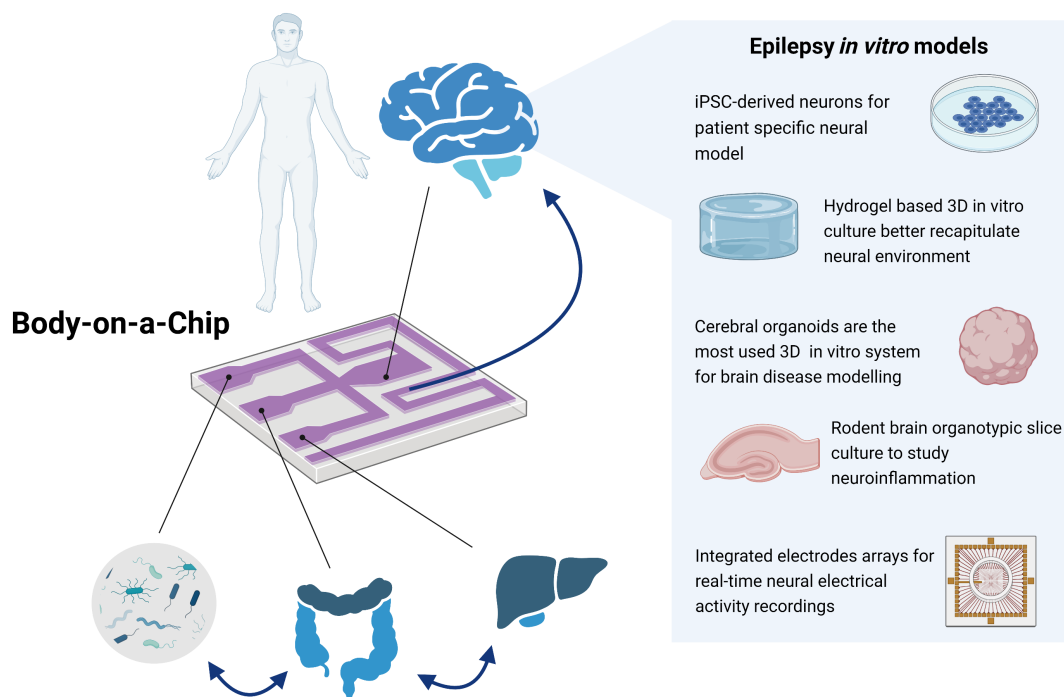 Epilepsy in vitro models
iPSC-derived neurons for
patient specific neural
model
Hydrogel based 3D in vitro
culture better recapitulate
neural environment
Body-on-a-Chip
Cerebral organoids are the
most used 3D in vitro system
for brain disease modelling
Rodent brain organotypic slice
culture to study
neuroinflammation
Integrated electrodes arrays for
real-time neural electrical
activity recordings